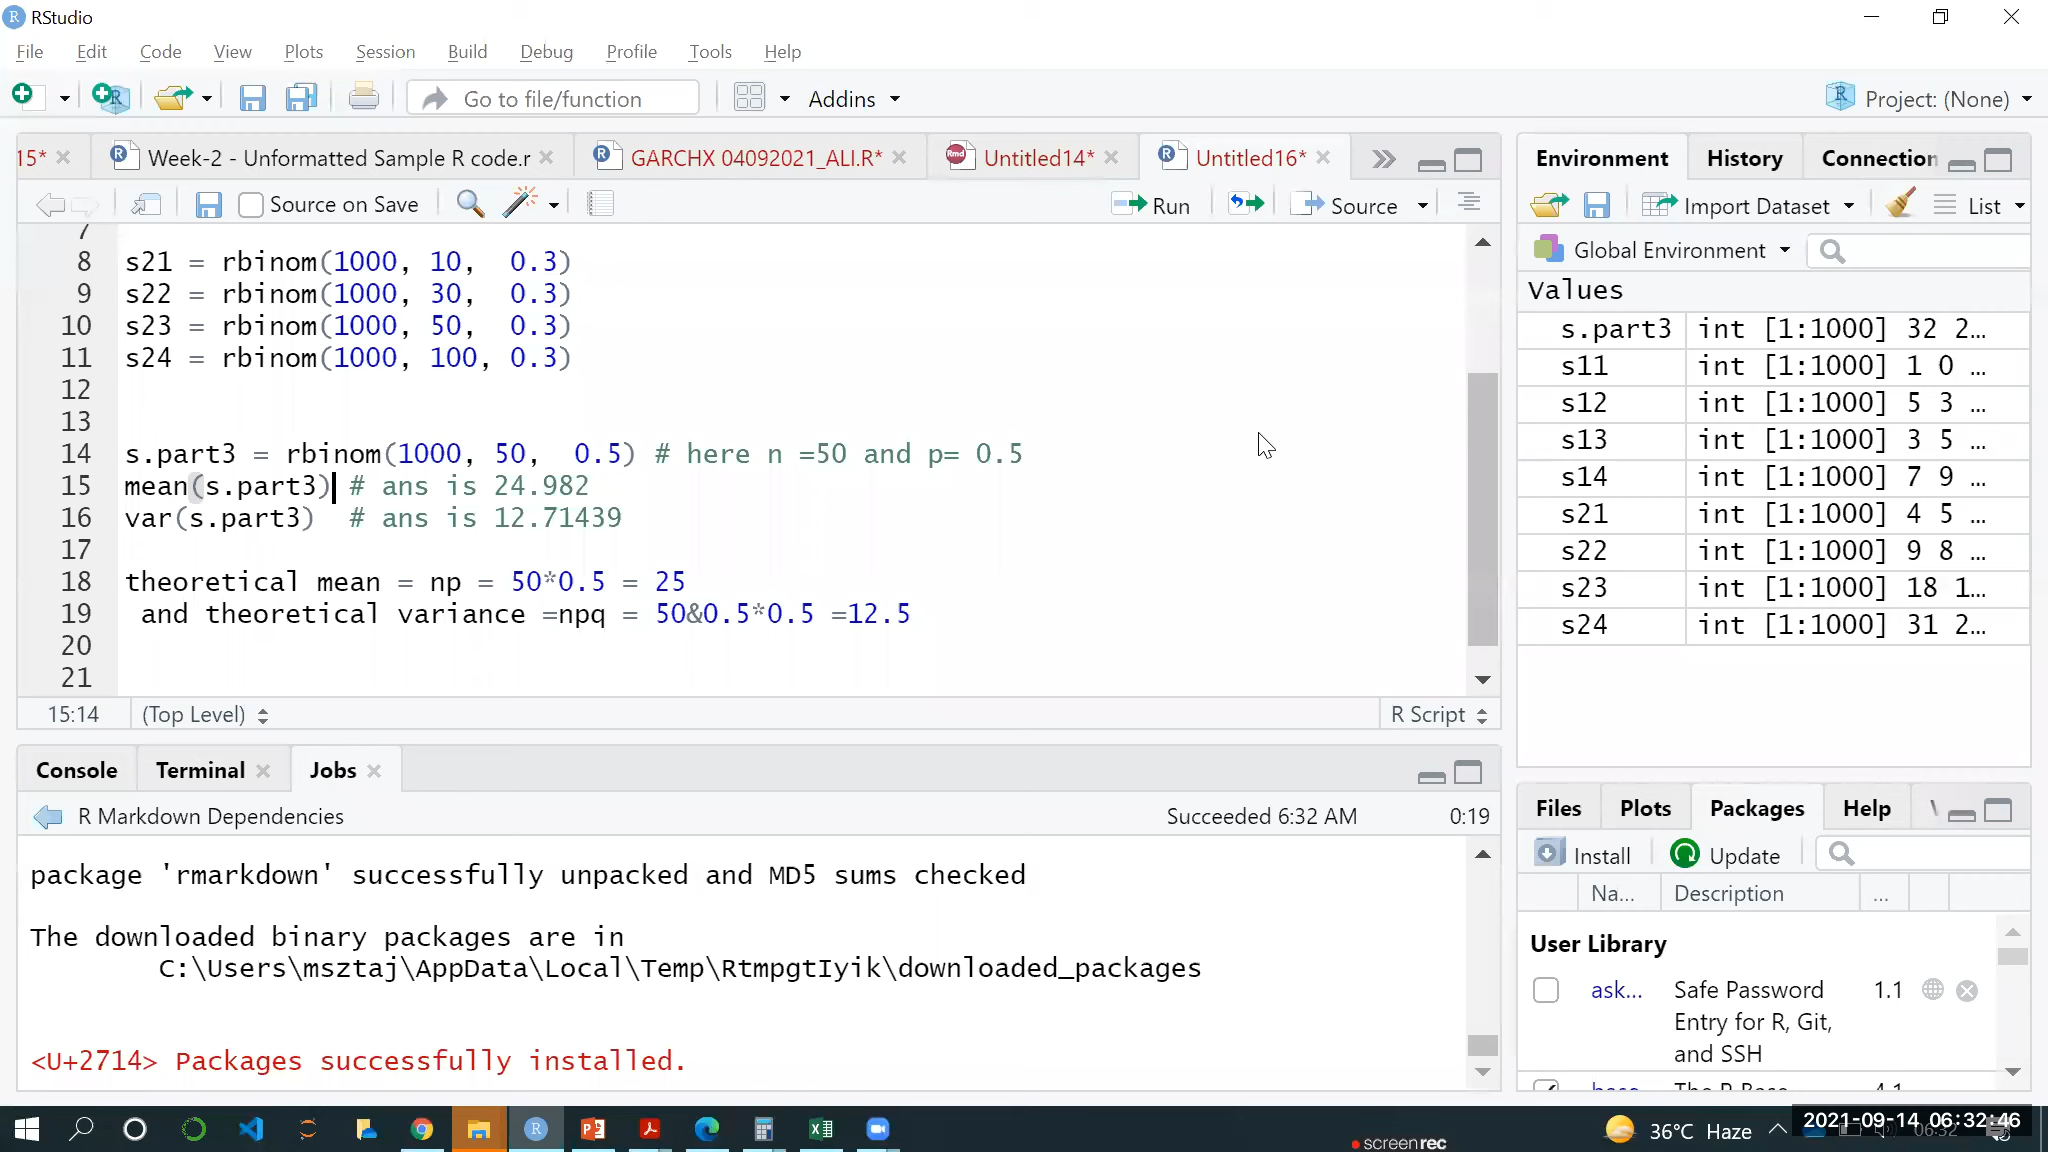 RStudio
File Edit Code View Plots Session Build Debug Profile Tools Help
Go to file/function Addins Project: (None)
15* Week-2 - Unformatted Sample R code.r GARCHX 04092021_ALI.R* Untitled14* Untitled16*
Source on Save Run Source
7
8 s21 = rbinom(1000, 10, 0.3)
9 s22 = rbinom(1000, 30, 0.3)
10 s23 = rbinom(1000, 50, 0.3)
11 s24 = rbinom(1000, 100, 0.3)
12
13
14 s.part3 = rbinom(1000, 50, 0.5) # here n =50 and p= 0.5
15 mean(s.part3) # ans is 24.982
16 var(s.part3) # ans is 12.71439
17
18 theoretical mean = np = 50*0.5 = 25
19 and theoretical variance =npq = 50&0.5*0.5 =12.5
20
21
15:14 (Top Level) R Script
Console Terminal Jobs
R Markdown Dependencies Succeeded 6:32 AM 0:19
package 'rmarkdown' successfully unpacked and MD5 sums checked
The downloaded binary packages are in
C:\Users\msztaj\AppData\Local\Temp\RtmpgtIyik\downloaded_packages
<U+2714> Packages successfully installed.
Environment History Connection
Import Dataset List
Global Environment
Values
s.part3 int [1:1000] 32 2…
s11 int [1:1000] 1 0 …
s12 int [1:1000] 5 3 …
s13 int [1:1000] 3 5 …
s14 int [1:1000] 7 9 …
s21 int [1:1000] 4 5 …
s22 int [1:1000] 9 8 …
s23 int [1:1000] 18 1…
s24 int [1:1000] 31 2…
Files Plots Packages Help
Install Update
Na... Description ...
User Library
ask... Safe Password 1.1
Entry for R, Git,
and SSH
36°C Haze 2021-09-14 06:32:46
screenrec